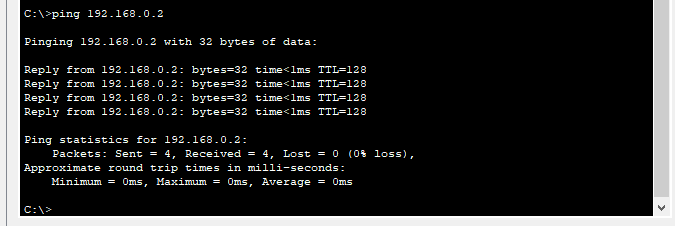 C:\>ping 192.168.0.2
Pinging 192.168.0.2 with 32 bytes of data:
Reply from 192.168.0.2: bytes=32 time<1ms TTL=128
Reply from 192.168.0.2: bytes=32 time<1ms TTL=128
Reply from 192.168.0.2: bytes=32 time<1ms TTL=128
Reply from 192.168.0.2: bytes=32 time<1ms TTL=128
Ping statistics for 192.168.0.2:
    Packets: Sent = 4, Received = 4, Lost = 0 (0% loss),
Approximate round trip times in milli-seconds:
    Minimum = 0ms, Maximum = 0ms, Average = 0ms
C:\>